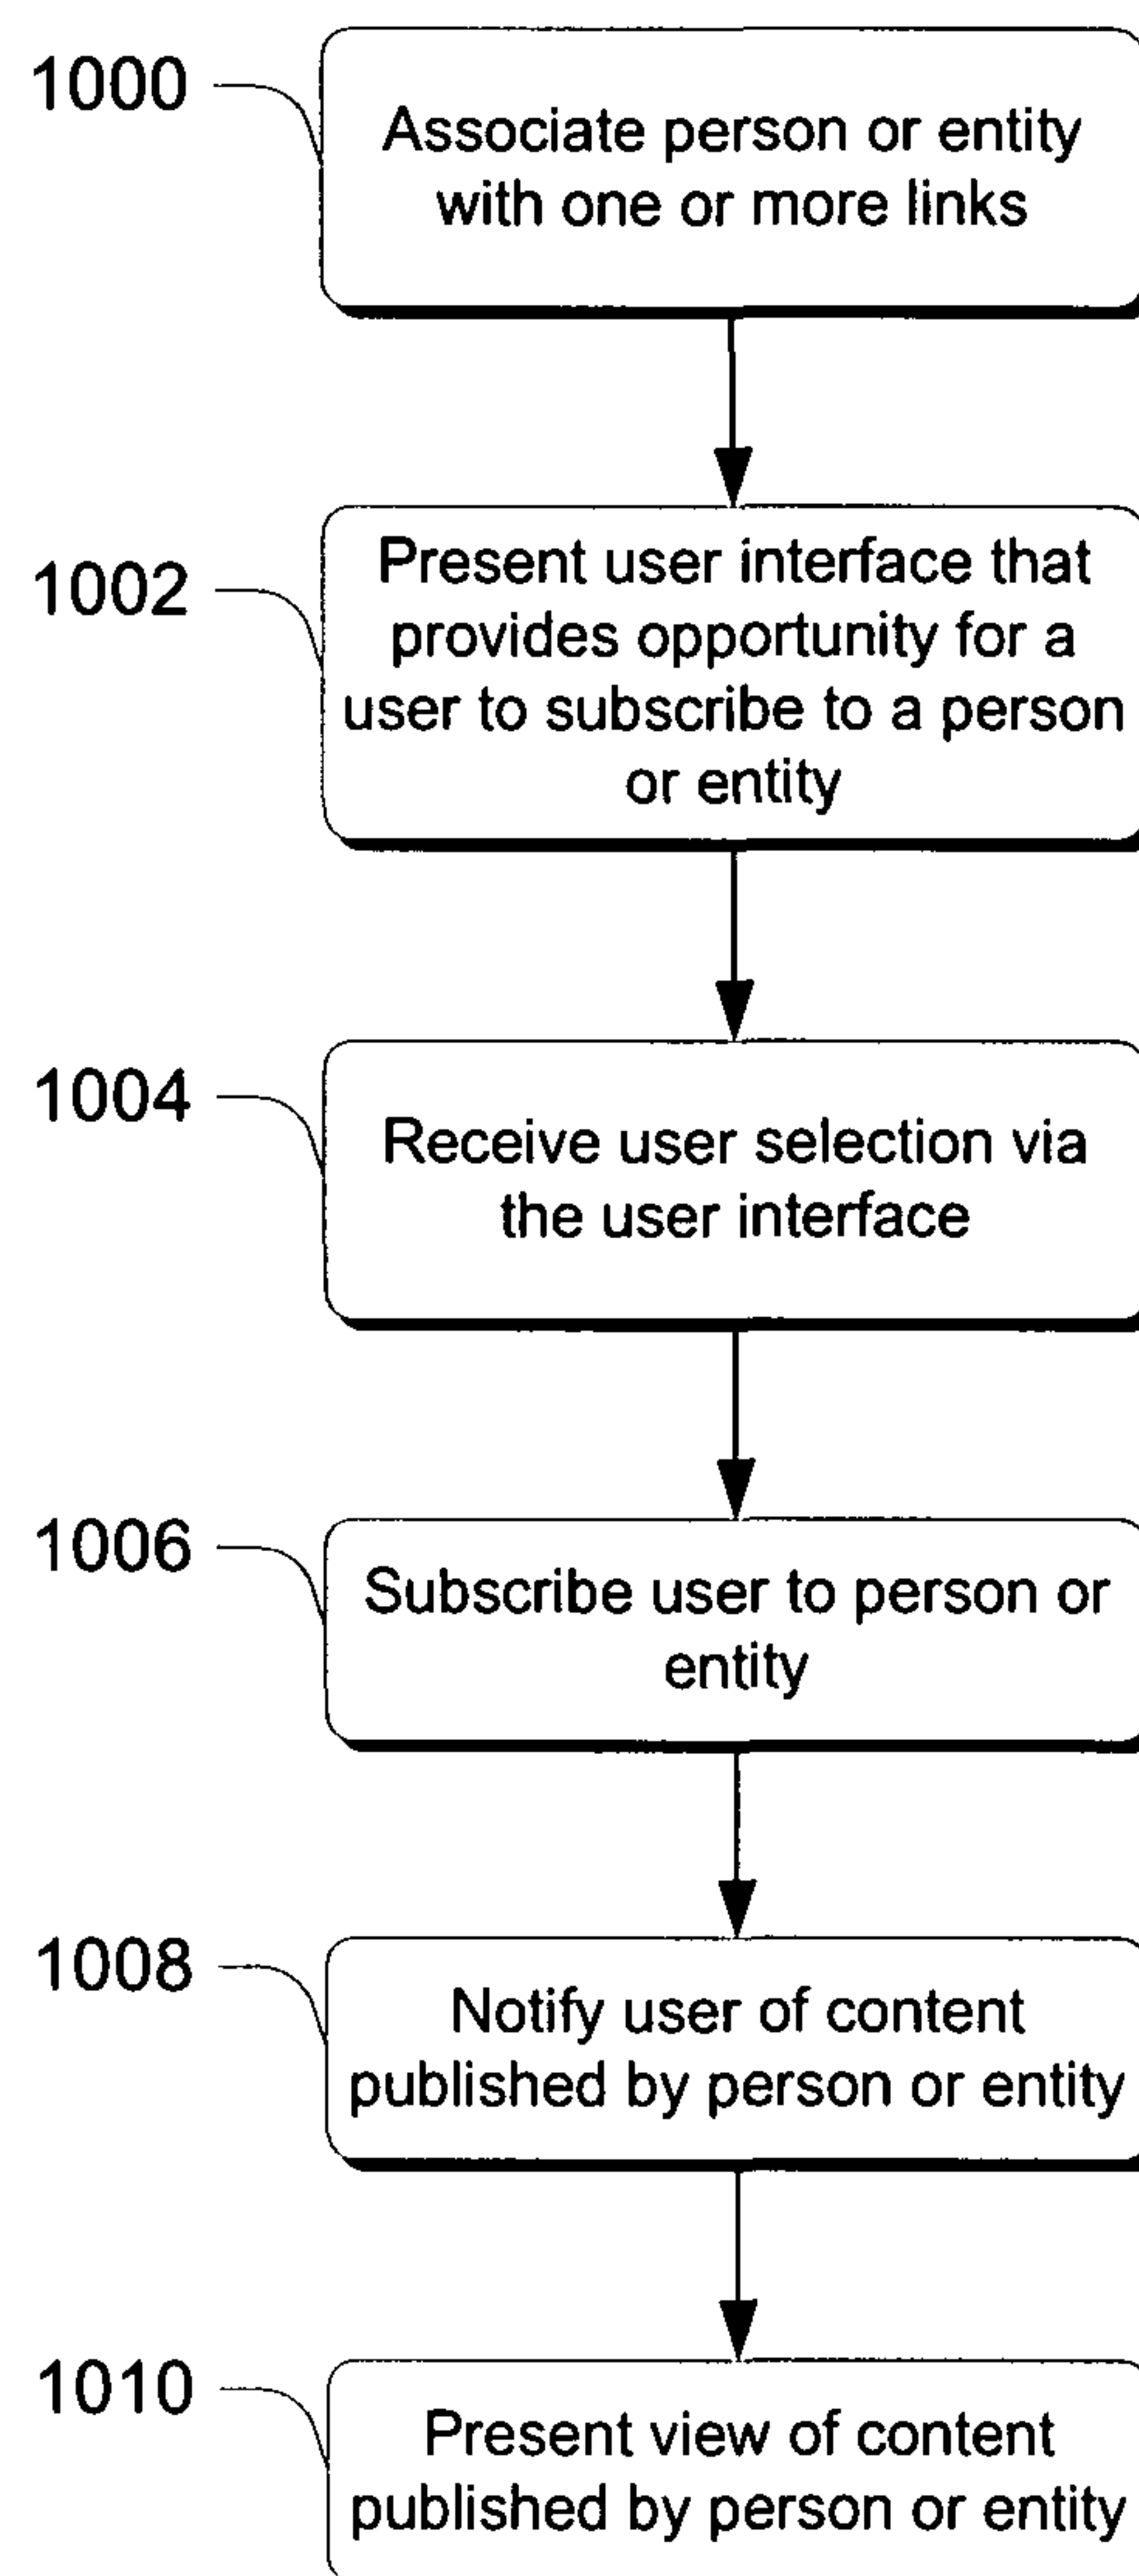 1000
Associate person or entity
with one or more links
1002
Present user interface that
provides opportunity for a
user to subscribe to a person
or entity
1004
Receive user selection via
the user interface
1006
Subscribe user to person or
entity
1008
Notify user of content
published by person or entity
1010
Present view of content
published by person or entity